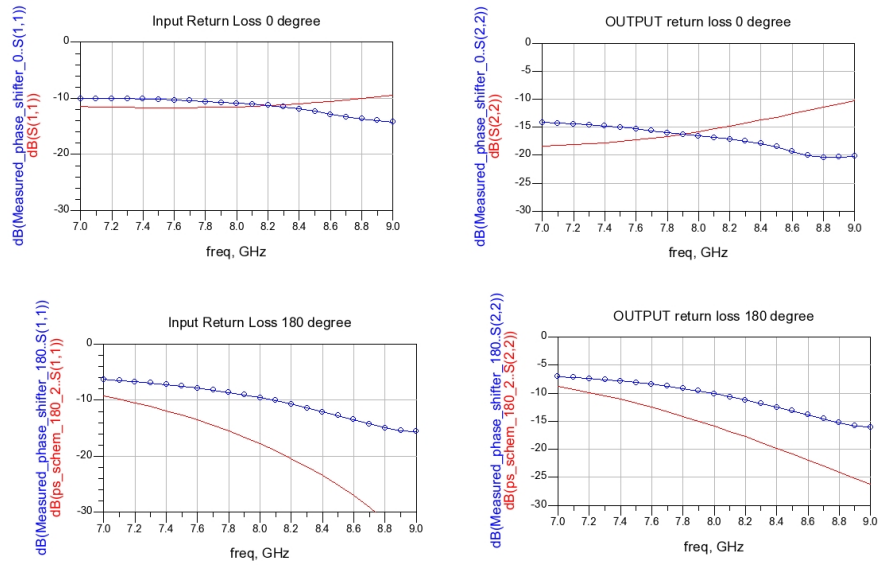 Input Return Loss 0 degree
dB(Measured_phase_shifter_0..S(1,1))
dB(S(1,1))
0
-10
-20
-30
7.0 7.2 7.4 7.6 7.8 8.0 8.2 8.4 8.6 8.8 9.0
freq, GHz
OUTPUT return loss 0 degree
dB(Measured_phase_shifter_0..S(2,2))
dB(S(2,2))
0
-5
-10
-15
-20
-25
-30
7.0 7.2 7.4 7.6 7.8 8.0 8.2 8.4 8.6 8.8 9.0
freq, GHz
Input Return Loss 180 degree
dB(Measured_phase_shifter_180..S(1,1))
dB(ps_schem_180_2..S(1,1))
0
-10
-20
-30
7.0 7.2 7.4 7.6 7.8 8.0 8.2 8.4 8.6 8.8 9.0
freq, GHz
OUTPUT return loss 180 degree
dB(Measured_phase_shifter_180..S(2,2))
dB(ps_schem_180_2..S(2,2))
0
-5
-10
-15
-20
-25
-30
7.0 7.2 7.4 7.6 7.8 8.0 8.2 8.4 8.6 8.8 9.0
freq, GHz